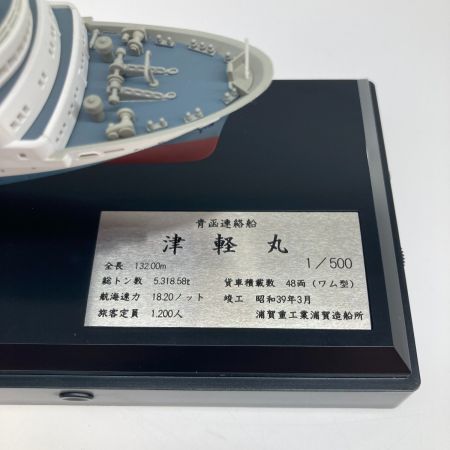 青函連絡船
津軽丸 1/500
全長 132.00m
総トン数 5,318.58t 貨車積載数 48両(ワム型)
航海速力 18.20ノット 竣工 昭和39年3月
旅客定員 1,200人 浦賀重工業浦賀造船所